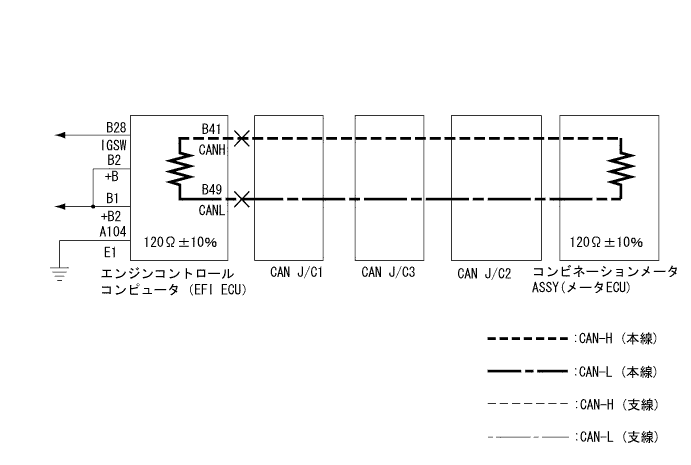 B28
IGSW
B2
+B
B1
+B2
A104
E1
B41
CANH
B49
CANL
120Ω±10%
120Ω±10%
エンジンコントロール
コンピュータ (EFI ECU)
CAN J/C1
CAN J/C3
CAN J/C2
コンビネーションメータ
ASSY(メータECU)
:CAN-H (本線)
:CAN-L (本線)
:CAN-H (支線)
:CAN-L (支線)